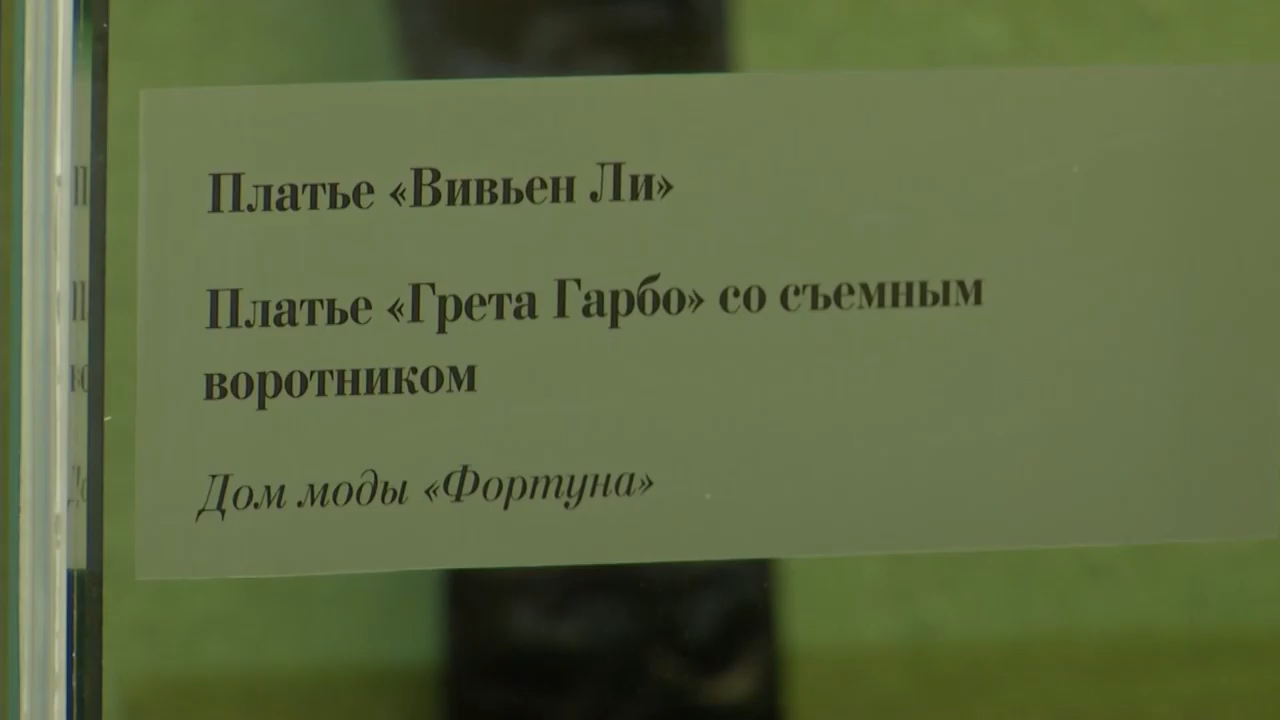 Платье «Вивьен Ли»
Платье «Грета Гарбо» со съемным
воротником
Дом моды «Фортуна»